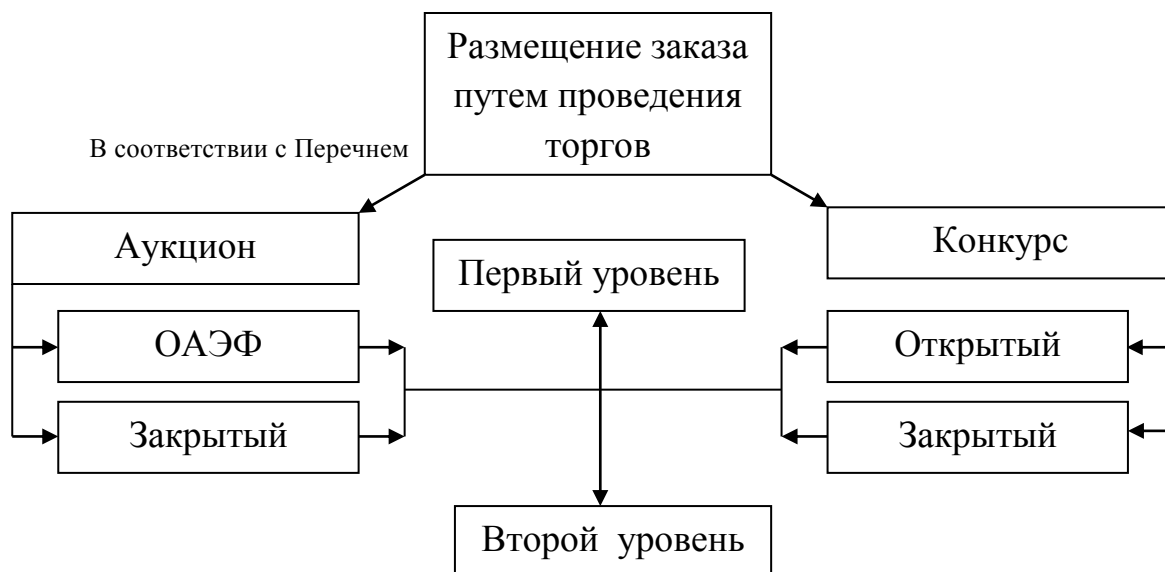 Размещение заказа
путем проведения
торгов
В соответствии с Перечнем
Аукцион
Конкурс
Первый уровень
ОАЭФ
Открытый
Закрытый
Закрытый
Второй уровень